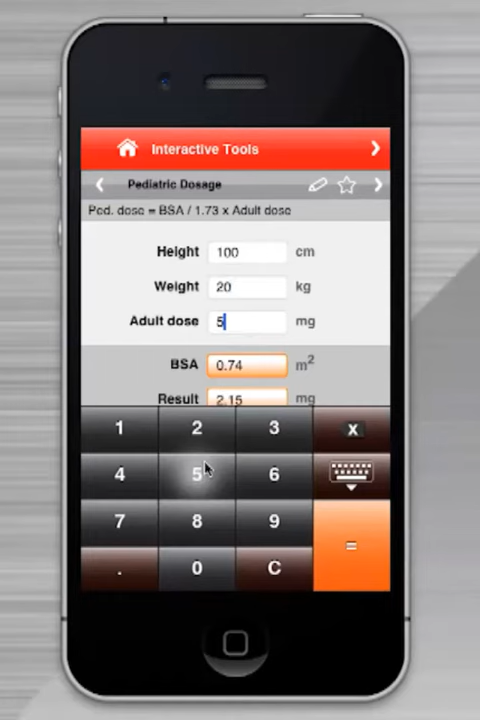 Interactive Tools
Pediatric Dosage
Ped. dose = BSA / 1.73 x Adult dose
Height 100 cm
Weight 20 kg
Adult dose 5 mg
BSA 0.74 m²
Result 2.15 mg
1 2 3 X
4 5 6
7 8 9 =
. 0 C